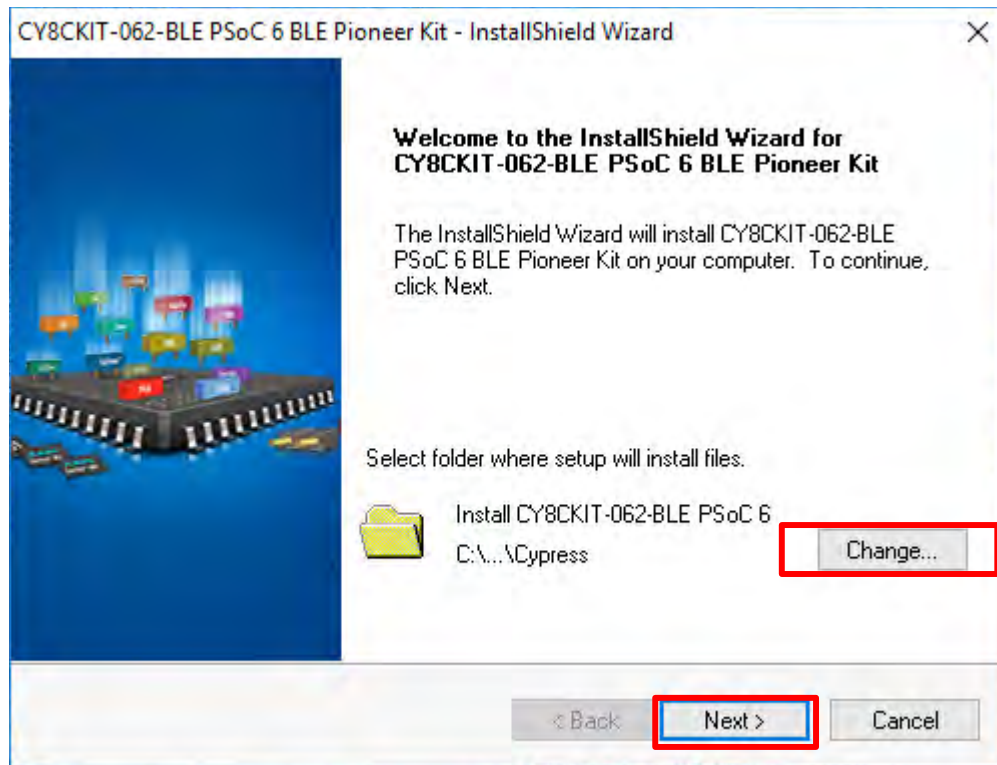 CY8CKIT-062-BLE PSoC 6 BLE Pioneer Kit - InstallShield Wizard
Welcome to the InstallShield Wizard for
CY8CKIT-062-BLE PSoC 6 BLE Pioneer Kit
The InstallShield Wizard will install CY8CKIT-062-BLE
PSoC 6 BLE Pioneer Kit on your computer. To continue,
click Next.
Select folder where setup will install files.
Install CY8CKIT-062-BLE PSoC 6
C:\...\Cypress
Change...
< Back
Next >
Cancel